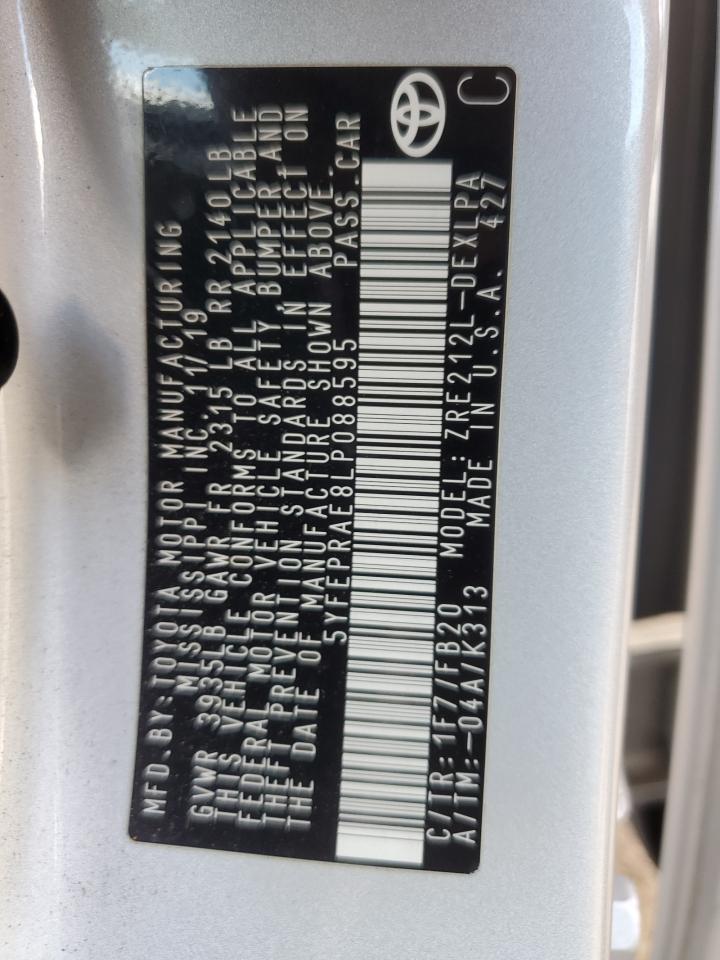 MFD.BY:TOYOTA MOTOR MANUFACTURING
MISSISSIPPI INC.11/19
GVWR 3935LB GAWR FR 2315 LB RR 2140LB
THIS VEHICLE CONFORMS TO ALL APPLICABLE
FEDERAL MOTOR VEHICLE SAFETY BUMPER AND
THEFT PREVENTION STANDARDS IN EFFECT ON
THE DATE OF MANUFACTURE SHOWN ABOVE.
5YFEPRAE8LP088595 PASS.CAR
C/TR:1F7/FB20 MODEL:ZRE212L-DEXLPA
A/TM:-04A/K313 MADE IN U.S.A. 427
C